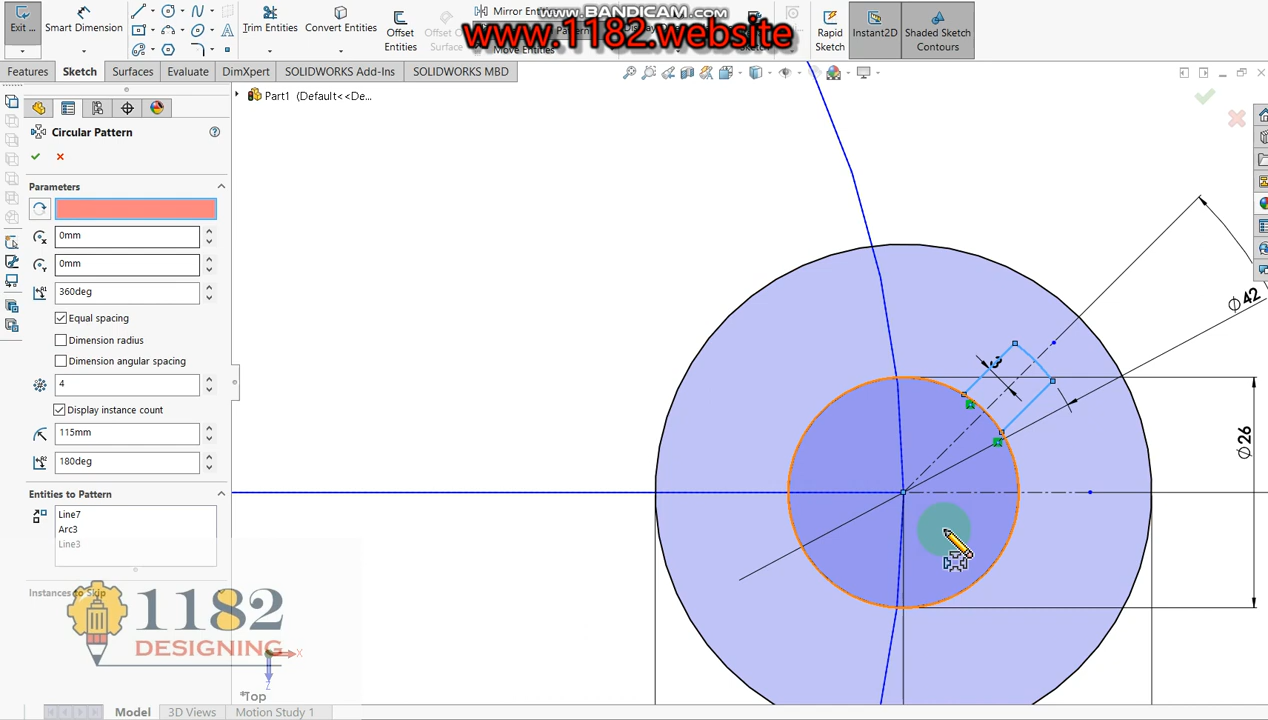 www.BANDICAM.COM
www.1182.website
Exit ...
Smart Dimension
Trim Entities
Convert Entities
Offset Entities
Offset On Surface
Mirror Entities
Move Entities
Rapid Sketch
Instant2D
Shaded Sketch Contours
Features
Sketch
Surfaces
Evaluate
DimXpert
SOLIDWORKS Add-Ins
SOLIDWORKS MBD
Part1 (Default<<De...
Circular Pattern
Parameters
0mm
0mm
360deg
Equal spacing
Dimension radius
Dimension angular spacing
4
Display instance count
115mm
180deg
Entities to Pattern
Line7
Arc3
Line3
Instances to Skip
1182
DESIGNING
Ø42
Ø26
X
Z
*Top
Model
3D Views
Motion Study 1